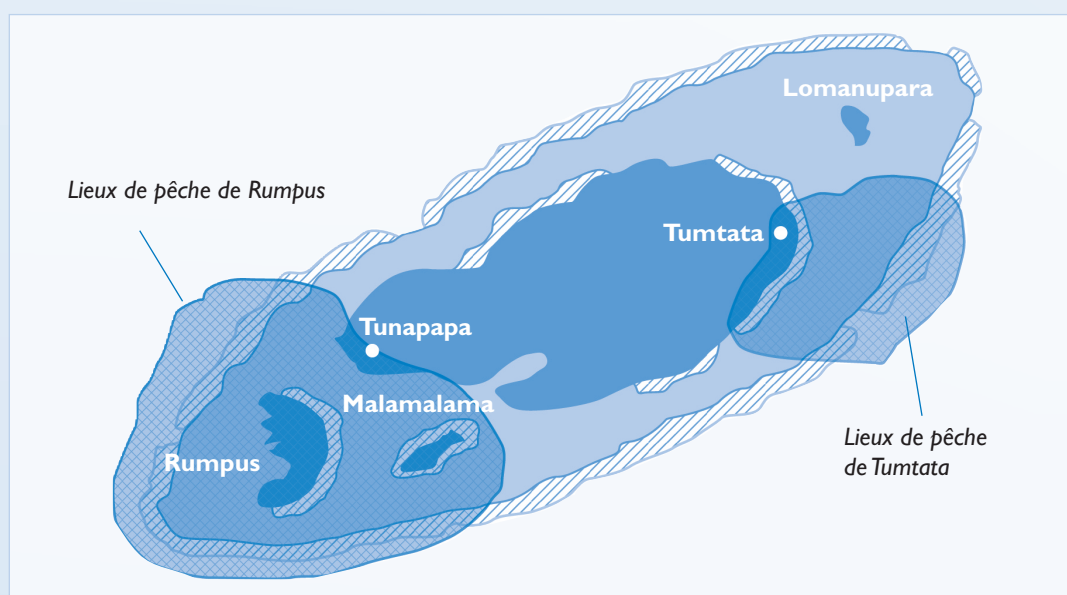 Lomanupara
Lieux de pêche de Rumpus
Tumtata
Tunapapa
Malamalama
Rumpus
Lieux de pêche
de Tumtata